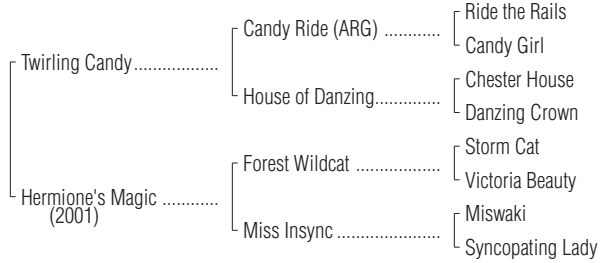 Ride the Rails
Candy Ride (ARG) ............
Candy Girl
Twirling Candy..................
Chester House
House of Danzing..............
Danzing Crown
Storm Cat
Forest Wildcat ..................
Victoria Beauty
Hermione's Magic ............
(2001)
Miswaki
Miss Insync ......................
Syncopating Lady